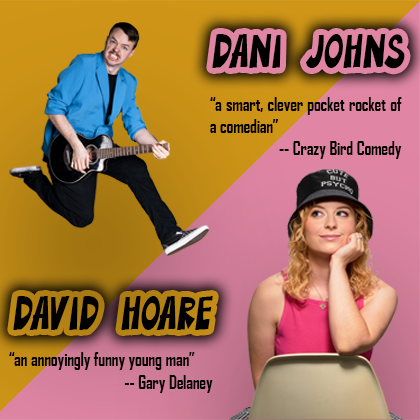 DANI JOHNS
“a smart, clever pocket rocket of
a comedian”
-- Crazy Bird Comedy
CUTE
BUT
PSYCHO
DAVID HOARE
“an annoyingly funny young man”
-- Gary Delaney